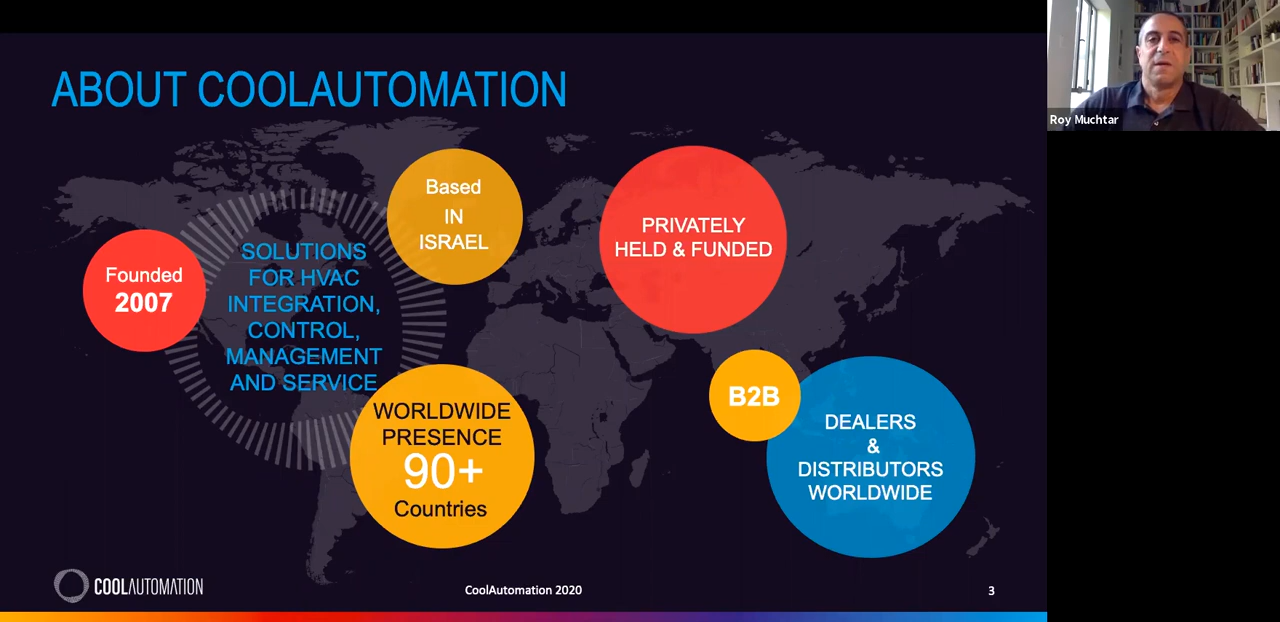 ABOUT COOLAUTOMATION
Roy Muchtar
Founded
2007
SOLUTIONS
FOR HVAC
INTEGRATION,
CONTROL,
MANAGEMENT
AND SERVICE
Based
IN
ISRAEL
WORLDWIDE
PRESENCE
90+
Countries
PRIVATELY
HELD & FUNDED
B2B
DEALERS
&
DISTRIBUTORS
WORLDWIDE
COOLAUTOMATION
CoolAutomation 2020
3